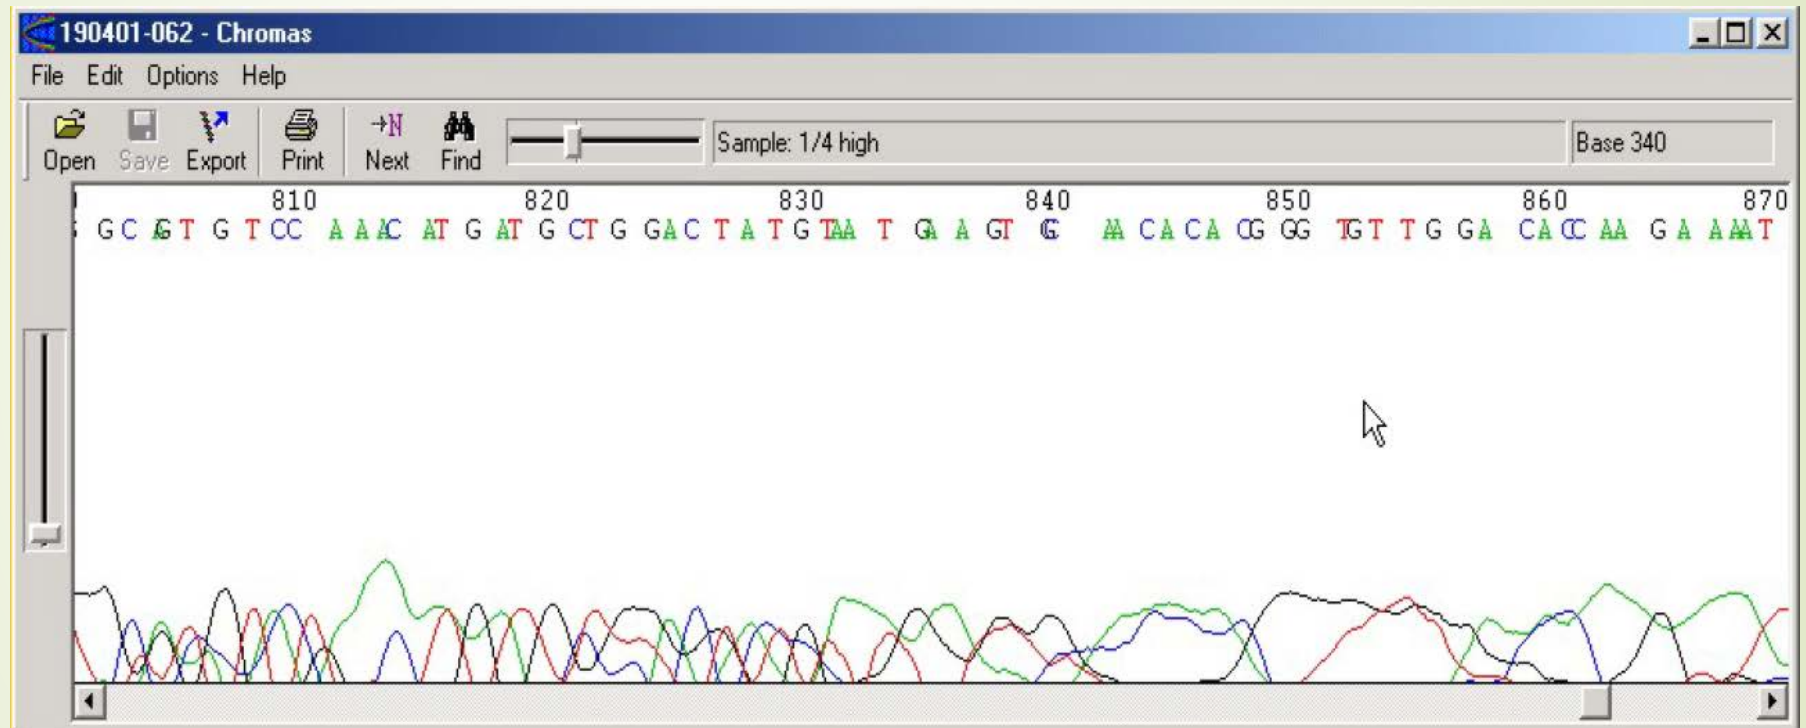 190401-062 - Chromas
File Edit Options Help
Open Save Export Print N Next Find Sample: 1/4 high Base 340
810 820 830 840 850 860 870
G C A G T G T C C A A A C A T G A T G C T G G A C T A T G T A A T G A A G T G C A A C A C A C G G G T G T T G G A C A C C A A G A A A A T